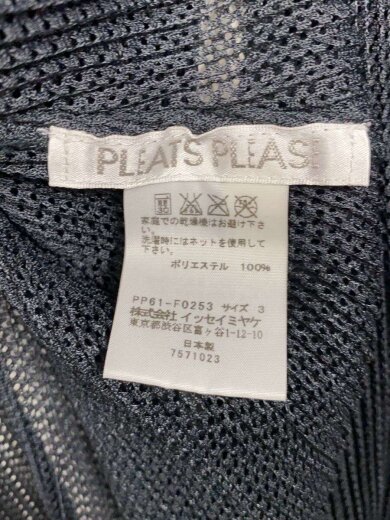 PLEATS PLEASE
家庭での乾燥機はお避け下さい。
洗濯時にはネットを使用して下さい。
ポリエステル 100%
PP61-F0253 サイズ 3
株式会社 イッセイミヤケ
東京都渋谷区富ヶ谷1-12-10
日本製
7571023